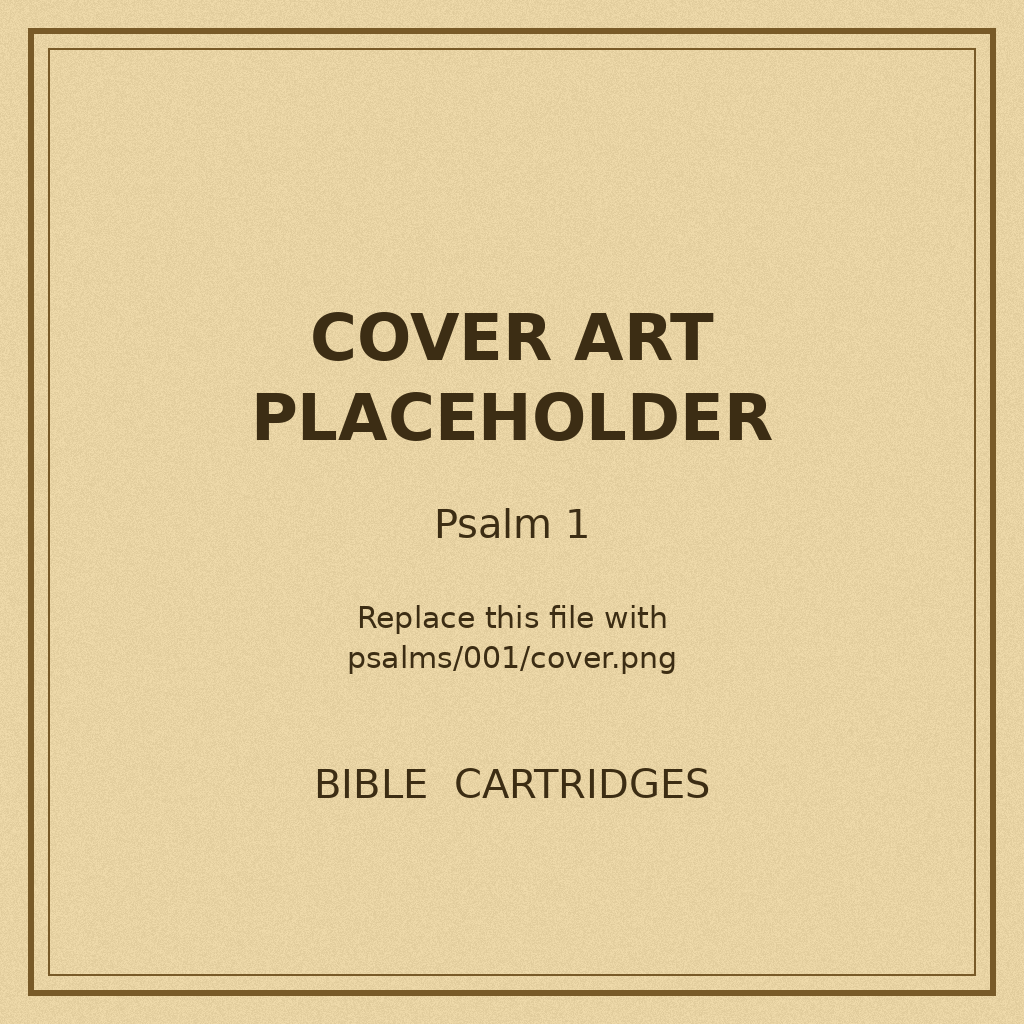 COVER ART
PLACEHOLDER
Psalm 1
Replace this file with
psalms/001/cover.png
BIBLE  CARTRIDGES